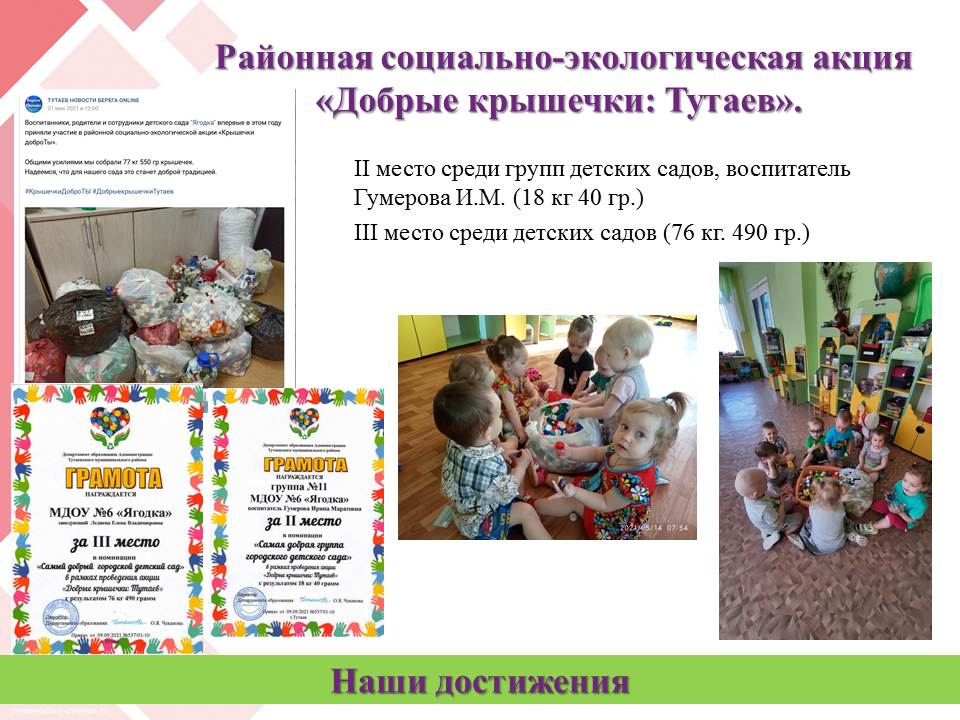 Районная социально-экологическая акция
«Добрые крышечки: Тутаев».
ТУТАЕВ НОВОСТИ БЕРЕГА ONLINE
21 мая 2021 в 12:00
Воспитанники, родители и сотрудники детского сада "Ягодка" впервые в этом году
приняли участие в районной социально-экологической акции «Крышечки
доброТы».
Общими усилиями мы собрали 77 кг 550 гр крышечек.
Надеемся, что для нашего сада это станет доброй традицией.
#КрышечкиДоброТЫ #ДобрыекрышечкиТутаев
II место среди групп детских садов, воспитатель
Гумерова И.М. (18 кг 40 гр.)
III место среди детских садов (76 кг. 490 гр.)
Департамент образования Администрации
Тутаевского муниципального района
ГРАМОТА
НАГРАЖДАЕТСЯ
МДОУ №6 «Ягодка»
заведующий Ледяева Елена Владимировна
за III место
в номинации
«Самый добрый городской детский сад»
в рамках проведения акции
«Добрые крышечки: Тутаев»
с результатом 76 кг 490 грамм
Директор
Департамента образования О.Я. Чеканова
Приказ от 09.09.2021 №537/01-10
Департамент образования Администрации
Тутаевского муниципального района
ГРАМОТА
НАГРАЖДАЕТСЯ
группа №11
МДОУ №6 «Ягодка»
воспитатель Гумерова Ирина Маратовна
за II место
в номинации
«Самая добрая группа
городского детского сада»
в рамках проведения акции
«Добрые крышечки: Тутаев»
с результатом 18 кг 40 грамм
Директор
Департамента образования О.Я. Чеканова
Приказ от 09.09.2021 №537/01-10
г.Тутаев
2021/05/14 07:54
Наши достижения